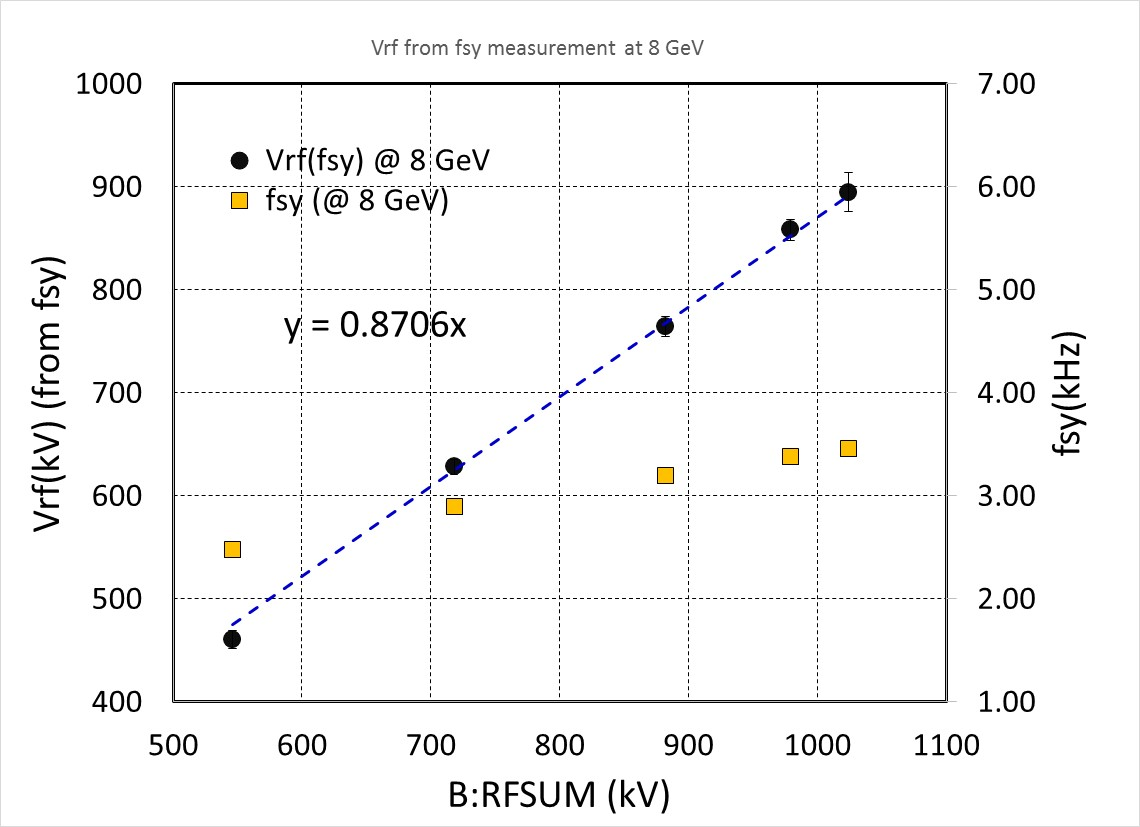 Vrf from fsy measurement at 8 GeV
1000
900
800
700
600
500
400
7.00
6.00
5.00
4.00
3.00
2.00
1.00
Vrf(fsy) @ 8 GeV
fsy (@ 8 GeV)
y = 0.8706x
Vrf(kV) (from fsy)
fsy(kHz)
500 600 700 800 900 1000 1100
B:RFSUM (kV)